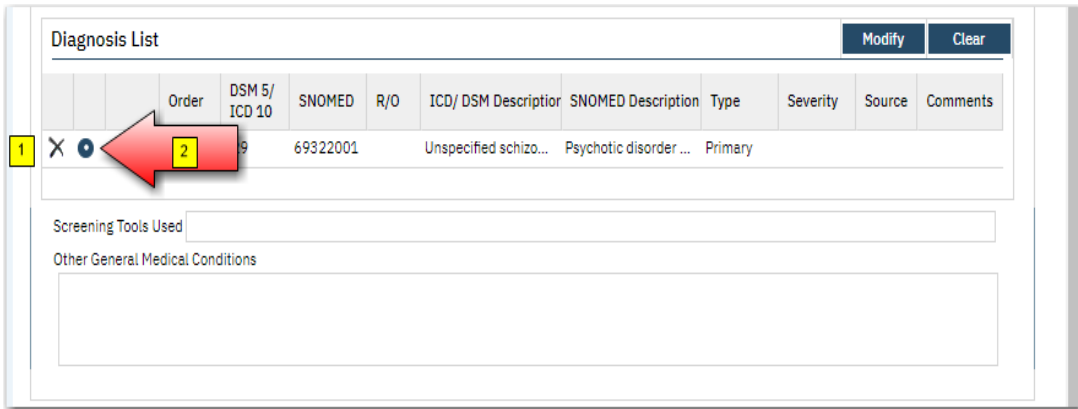 Diagnosis List Modify Clear
Order DSM 5/ ICD 10 SNOMED R/O ICD/ DSM Description SNOMED Description Type Severity Source Comments
1 2 9 69322001 Unspecified schizo... Psychotic disorder ... Primary
Screening Tools Used
Other General Medical Conditions